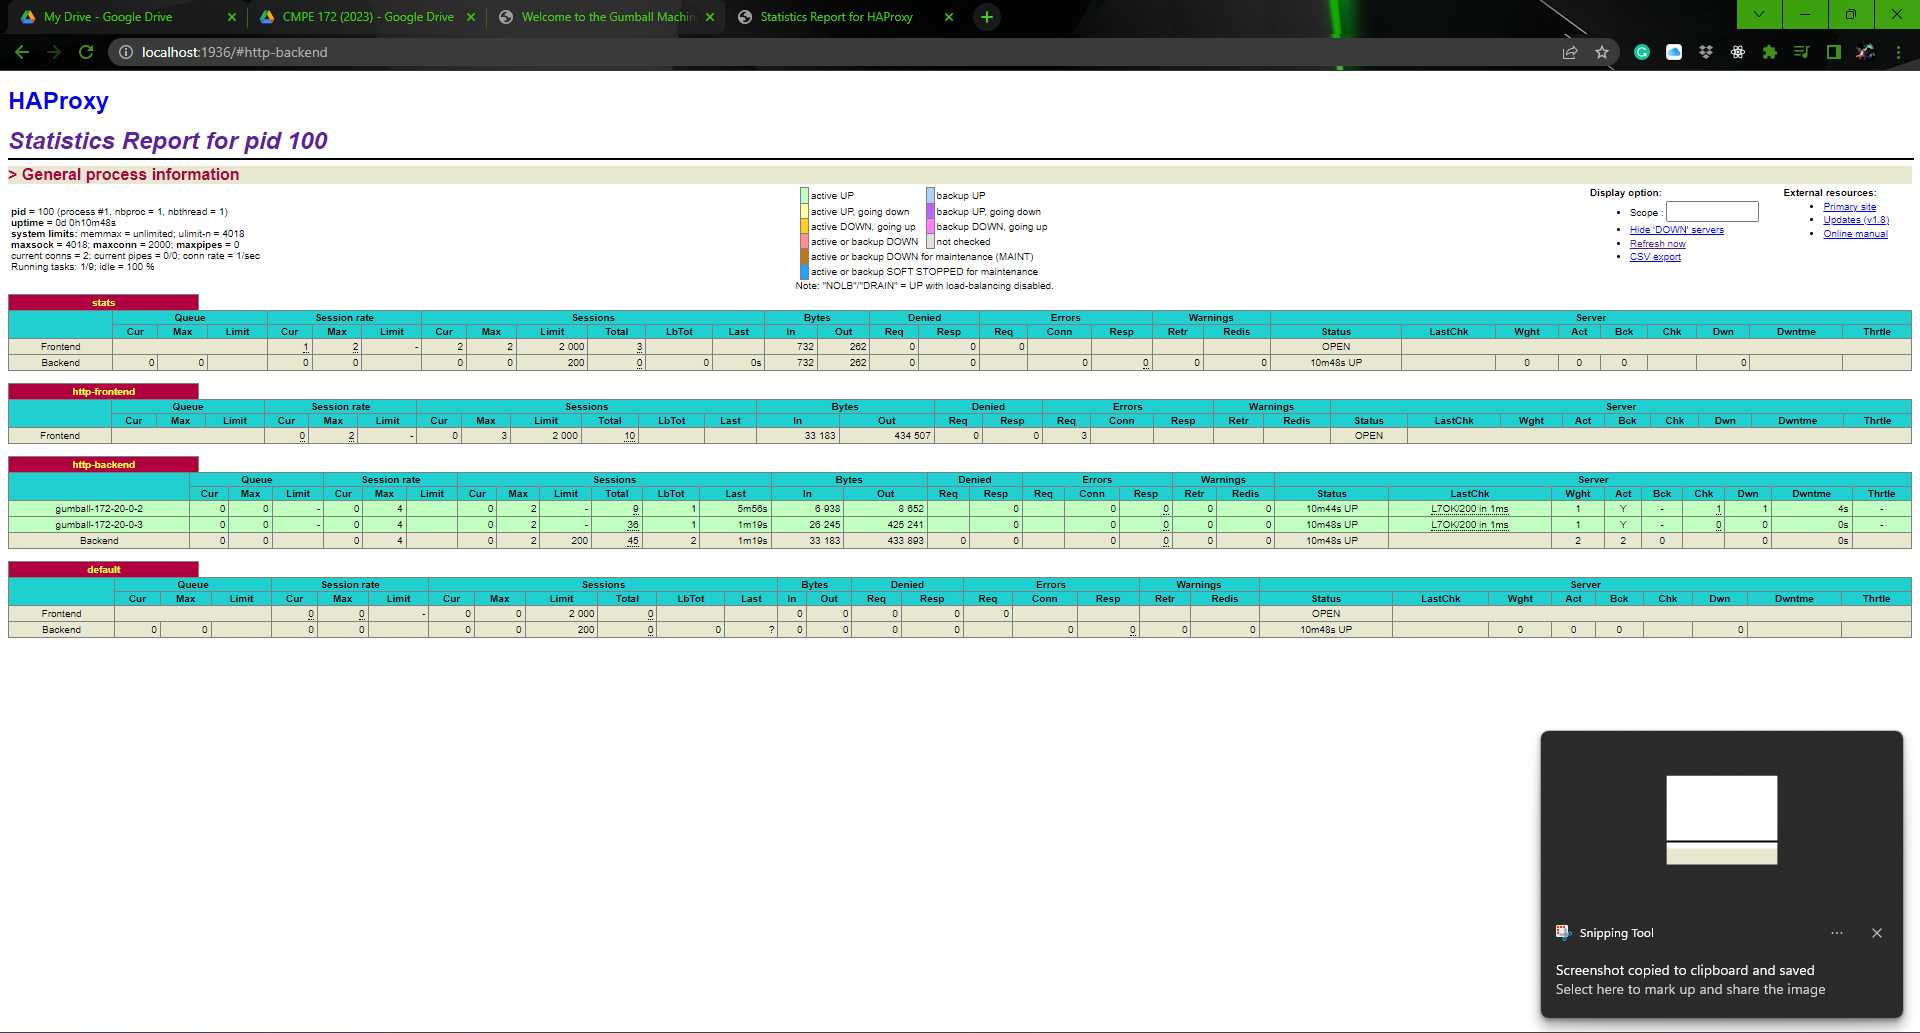 My Drive - Google Drive
CMPE 172 (2023) - Google Drive
Welcome to the Gumball Machin
Statistics Report for HAProxy
localhost:1936/#http-backend
HAProxy
Statistics Report for pid 100
> General process information
pid = 100 (process #1, nbproc = 1, nbthread = 1)
uptime = 0d 0h10m48s
system limits: memmax = unlimited; ulimit-n = 4018
maxsock = 4018; maxconn = 2000; maxpipes = 0
current conns = 2; current pipes = 0/0; conn rate = 1/sec
Running tasks: 1/9; idle = 100 %
active UP backup UP
active UP, going down backup UP, going down
active DOWN, going up backup DOWN, going up
active or backup DOWN not checked
active or backup DOWN for maintenance (MAINT)
active or backup SOFT STOPPED for maintenance
Note: "NOLB"/"DRAIN" = UP with load-balancing disabled.
Display option:
• Scope :
• Hide 'DOWN' servers
• Refresh now
• CSV export
External resources:
• Primary site
• Updates (v1.8)
• Online manual
stats
Queue Session rate Sessions Bytes Denied Errors Warnings Server
Cur Max Limit Cur Max Limit Cur Max Limit Total LbTot Last In Out Req Resp Req Conn Resp Retr Redis Status LastChk Wght Act Bck Chk Dwn Dwntme Thrtle
Frontend 1 2 - 2 2 2 000 3 732 262 0 0 0 OPEN
Backend 0 0 0 0 0 0 200 0 0 0s 732 262 0 0 0 0 0 0 10m48s UP 0 0 0 0
http-frontend
Queue Session rate Sessions Bytes Denied Errors Warnings Server
Cur Max Limit Cur Max Limit Cur Max Limit Total LbTot Last In Out Req Resp Req Conn Resp Retr Redis Status LastChk Wght Act Bck Chk Dwn Dwntme Thrtle
Frontend 0 2 - 0 3 2 000 10 33 183 434 507 0 0 3 OPEN
http-backend
Queue Session rate Sessions Bytes Denied Errors Warnings Server
Cur Max Limit Cur Max Limit Cur Max Limit Total LbTot Last In Out Req Resp Req Conn Resp Retr Redis Status LastChk Wght Act Bck Chk Dwn Dwntme Thrtle
gumball-172-20-0-2 0 0 - 0 4 0 2 - 9 1 5m56s 6 938 8 652 0 0 0 0 0 10m44s UP L7OK/200 in 1ms 1 Y - 1 1 4s -
gumball-172-20-0-3 0 0 - 0 4 0 2 - 36 1 1m19s 26 245 425 241 0 0 0 0 0 10m48s UP L7OK/200 in 1ms 1 Y - 0 0 0s -
Backend 0 0 0 4 0 2 200 45 2 1m19s 33 183 433 893 0 0 0 0 0 0 10m48s UP 2 2 0 0 0s
default
Queue Session rate Sessions Bytes Denied Errors Warnings Server
Cur Max Limit Cur Max Limit Cur Max Limit Total LbTot Last In Out Req Resp Req Conn Resp Retr Redis Status LastChk Wght Act Bck Chk Dwn Dwntme Thrtle
Frontend 0 0 - 0 0 2 000 0 0 0 0 0 0 OPEN
Backend 0 0 0 0 0 0 200 0 0 ? 0 0 0 0 0 0 0 0 10m48s UP 0 0 0 0
Snipping Tool
Screenshot copied to clipboard and saved
Select here to mark up and share the image